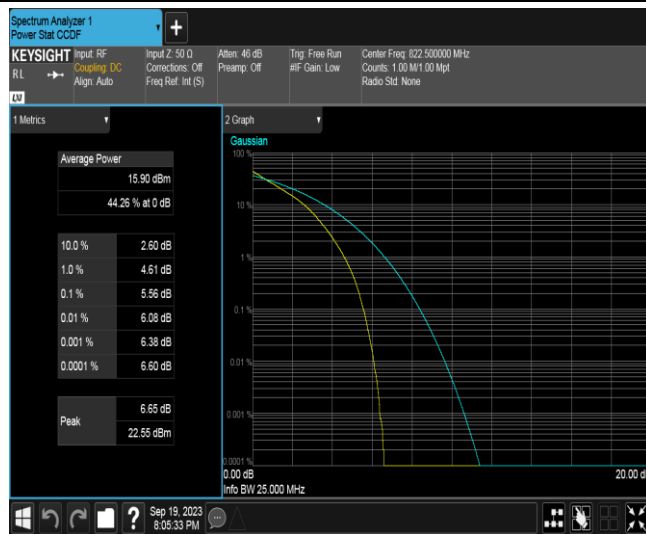 Spectrum Analyzer 1
Power Stat CCDF
+
KEYSIGHT
RL
Input: RF
Coupling: DC
Align: Auto
Input Z: 50 Ω
Corrections: Off
Freq Ref: Int (S)
Atten: 46 dB
Preamp: Off
Trig: Free Run
#IF Gain: Low
Center Freq: 822.500000 MHz
Counts: 1.00 M/1.00 Mpt
Radio Std: None
1 Metrics
Average Power
15.90 dBm
44.26 % at 0 dB
10.0 % 2.60 dB
1.0 % 4.61 dB
0.1 % 5.56 dB
0.01 % 6.08 dB
0.001 % 6.38 dB
0.0001 % 6.60 dB
Peak
6.65 dB
22.55 dBm
2 Graph
Gaussian
100 %
10 %
1 %
0.1 %
0.01 %
0.001 %
0.0001 %
0.00 dB
20.00 d
Info BW 25.000 MHz
?
Sep 19, 2023
8:05:33 PM